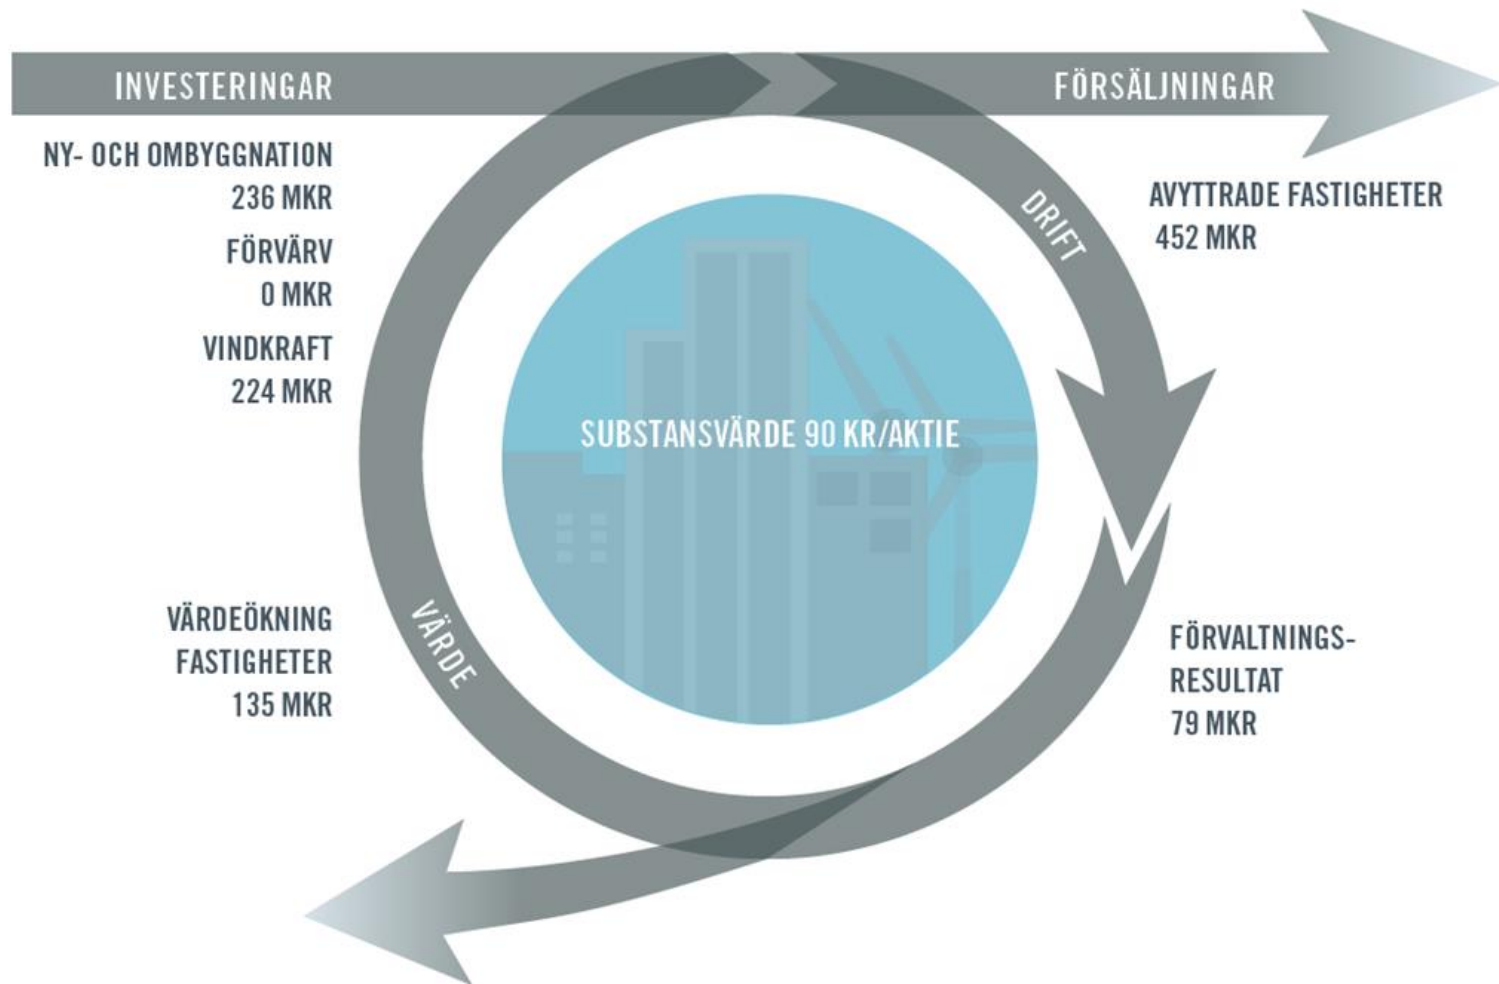 INVESTERINGAR
NY- OCH OMBYGGNATION
236 MKR
FÖRVÄRV
0 MKR
VINDKRAFT
224 MKR
FÖRSÄLJNINGAR
AVYTTRADE FASTIGHETER
452 MKR
DRIFT
SUBSTANSVÄRDE 90 KR/AKTIE
VÄRDEÖKNING
FASTIGHETER
135 MKR
VÄRDE
FÖRVALTNINGS-
RESULTAT
79 MKR